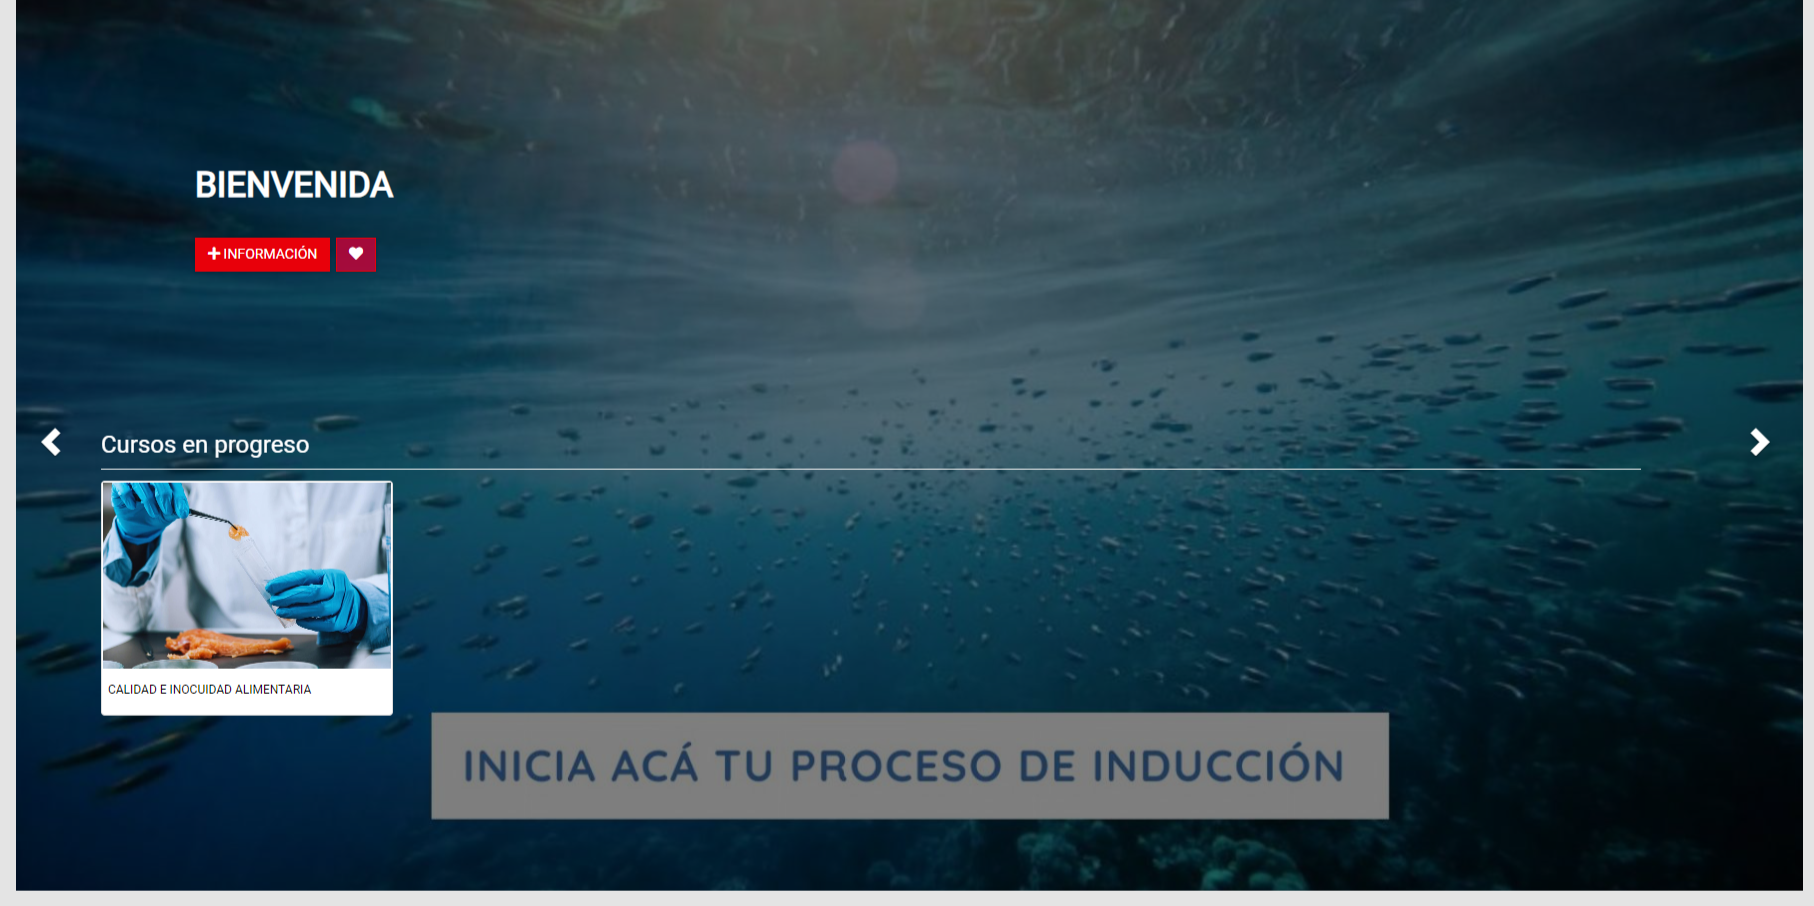 BIENVENIDA
INFORMACIÓN
Cursos en progreso
CALIDAD E INOCUIDAD ALIMENTARIA
INICIA ACÁ TU PROCESO DE INDUCCIÓN